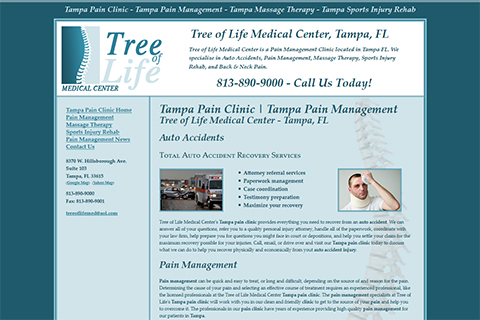 Tampa Pain Clinic - Tampa Pain Management - Tampa Massage Therapy - Tampa Sports Injury Rehab
Tree
of
Life
MEDICAL CENTER
Tree of Life Medical Center, Tampa, FL
Tree of Life Medical Center is a Pain Management Clinic located in Tampa FL. We
specialize in Auto Accidents, Pain Management, Massage Therapy, Sports Injury
Rehab, and Back & Neck Pain.
813-890-9000 - Call Us Today!
Tampa Pain Clinic Home
Pain Management
Massage Therapy
Sports Injury Rehab
Pain Management News
Contact Us
8370 W. Hillsborough Ave.
Suite 103
Tampa, FL 33615
(Google Map - Yahoo Map)
813-890-9000
Fax: 813-890-9001
treeoflifemed@aol.com
Tampa Pain Clinic | Tampa Pain Management
Tree of Life Medical Center - Tampa, FL
Auto Accidents
TOTAL AUTO ACCIDENT RECOVERY SERVICES
• Attorney referral services
• Paperwork management
• Case coordination
• Testimony preparation
• Maximize your recovery
Tree of Life Medical Center's Tampa pain clinic provides everything you need to recover from an auto accident. We can
answer all of your questions, refer you to a quality personal injury attorney, handle all of the paperwork, coordinate with
your law firm, help prepare you for questions you might face in court or depositions, and help you settle your claim for the
maximum recovery possible for your injuries. Call, email, or drive over and visit our Tampa pain clinic today to discuss
what we can do to help you recover physically and economically from your auto accident injury.
Pain Management
Pain management can be quick and easy to treat, or long and difficult, depending on the source of and reason for the pain.
Determining the cause of your pain and selecting an effective course of treatment requires an experienced professional, like
the licensed professionals at the Tree of Life Medical Center Tampa pain clinic. The pain management specialists at Tree of
Life's Tampa pain clinic will work with you in our clean and friendly clinic to get to the source of your pain and help you
to overcome it. The professionals in our pain clinic have years of experience providing high quality pain management for
our patients in Tampa.